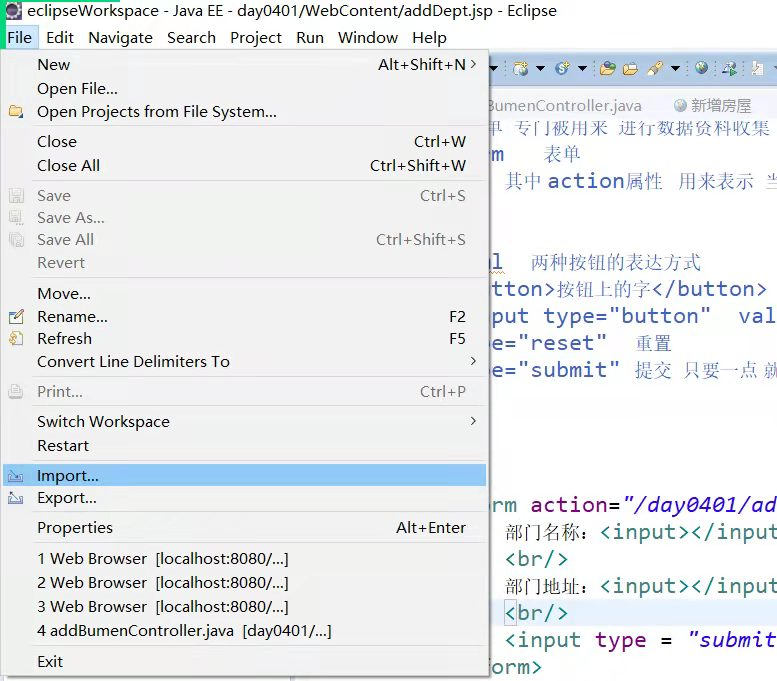 eclipseWorkspace - Java EE - day0401/WebContent/addDept.jsp - Eclipse
File Edit Navigate Search Project Run Window Help
New Alt+Shift+N >
Open File...
Open Projects from File System...
Close Ctrl+W
Close All Ctrl+Shift+W
Save Ctrl+S
Save As...
Save All Ctrl+Shift+S
Revert
Move...
Rename... F2
Refresh F5
Convert Line Delimiters To >
Print... Ctrl+P
Switch Workspace >
Restart
Import...
Export...
Properties Alt+Enter
1 Web Browser [localhost:8080/...]
2 Web Browser [localhost:8080/...]
3 Web Browser [localhost:8080/...]
4 addBumenController.java [day0401/...]
Exit
BumenController.java 新增房屋
单 专门被用来 进行数据资料收集
rm 表单
其中action属性 用来表示 当
al 两种按钮的表达方式
tton>按钮上的字</button>
put type="button" val
e="reset" 重置
e="submit" 提交 只要一点 就
rm action="/day0401/ad
部门名称: <input></input
<br/>
部门地址: <input></input
<br/>
<input type = "submit
orm>